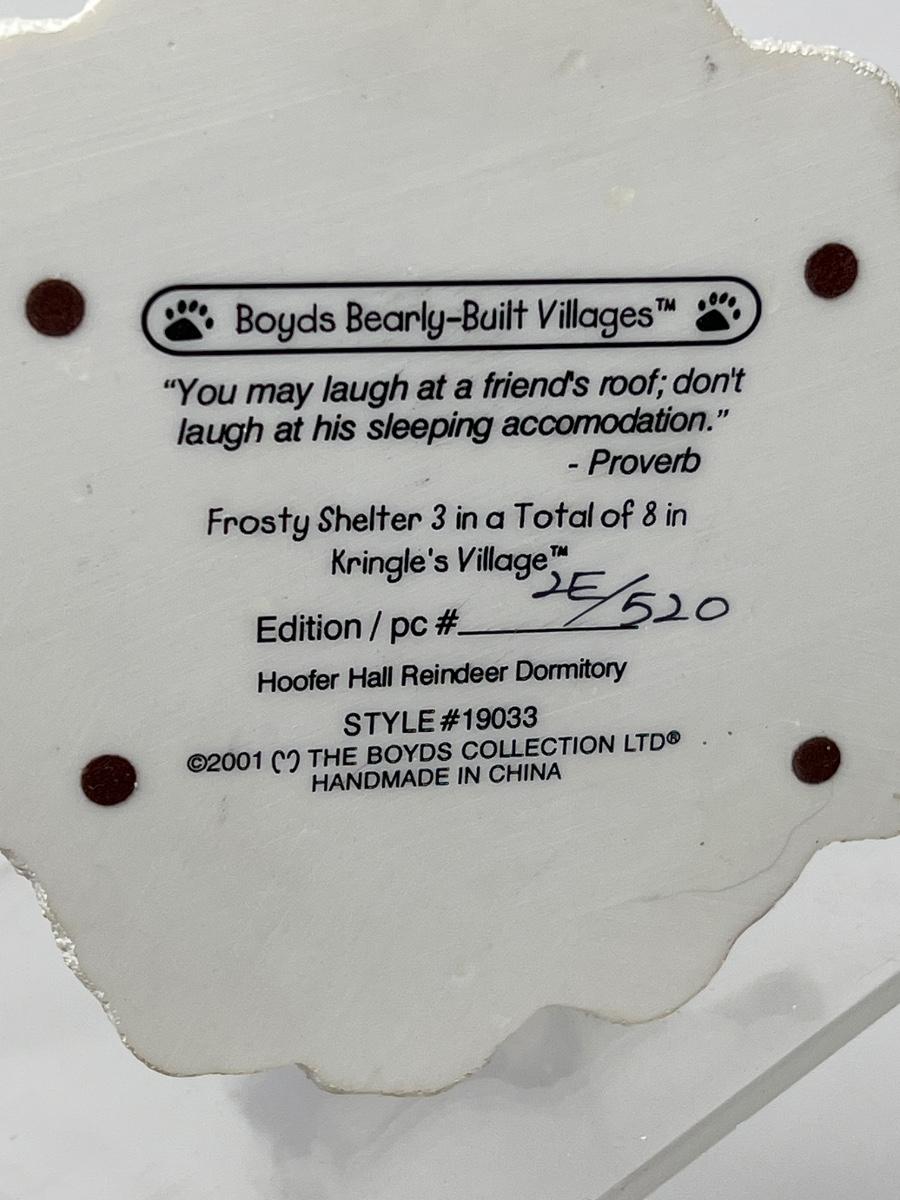 Boyds Bearly-Built Villages™
“You may laugh at a friend's roof; don't
laugh at his sleeping accomodation.”
- Proverb
Frosty Shelter 3 in a Total of 8 in
Kringle's Village™
Edition / pc # 2E/520
Hoofer Hall Reindeer Dormitory
STYLE #19033
©2001 THE BOYDS COLLECTION LTD®
HANDMADE IN CHINA